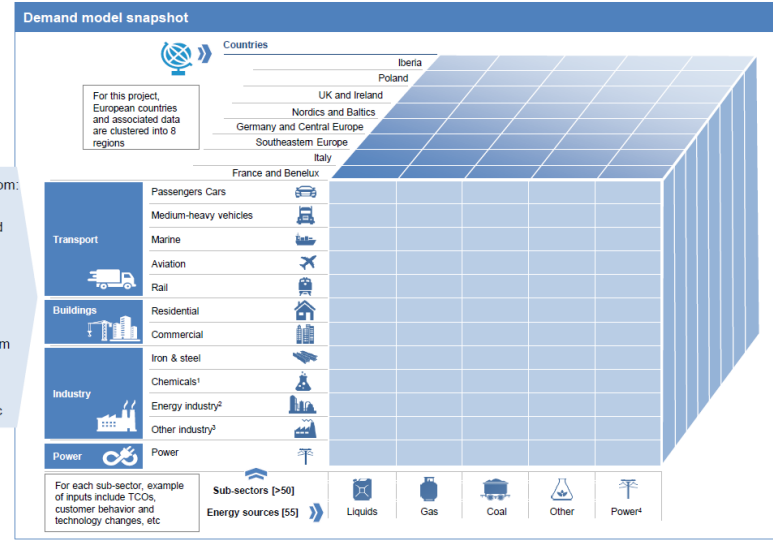 Demand model snapshot
Countries
Iberia
Poland
UK and Ireland
Nordics and Baltics
Germany and Central Europe
Southeastern Europe
Italy
France and Benelux
For this project,
European countries
and associated data
are clustered into 8
regions
om:
d
m
c
Transport
Passengers Cars
Medium-heavy vehicles
Marine
Aviation
Rail
Buildings
Residential
Commercial
Industry
Iron & steel
Chemicals¹
Energy industry²
Other industry³
Power
Power
For each sub-sector, example
of inputs include TCOs,
customer behavior and
technology changes, etc
Sub-sectors [>50]
Energy sources [55]
Liquids
Gas
Coal
Other
Power⁴